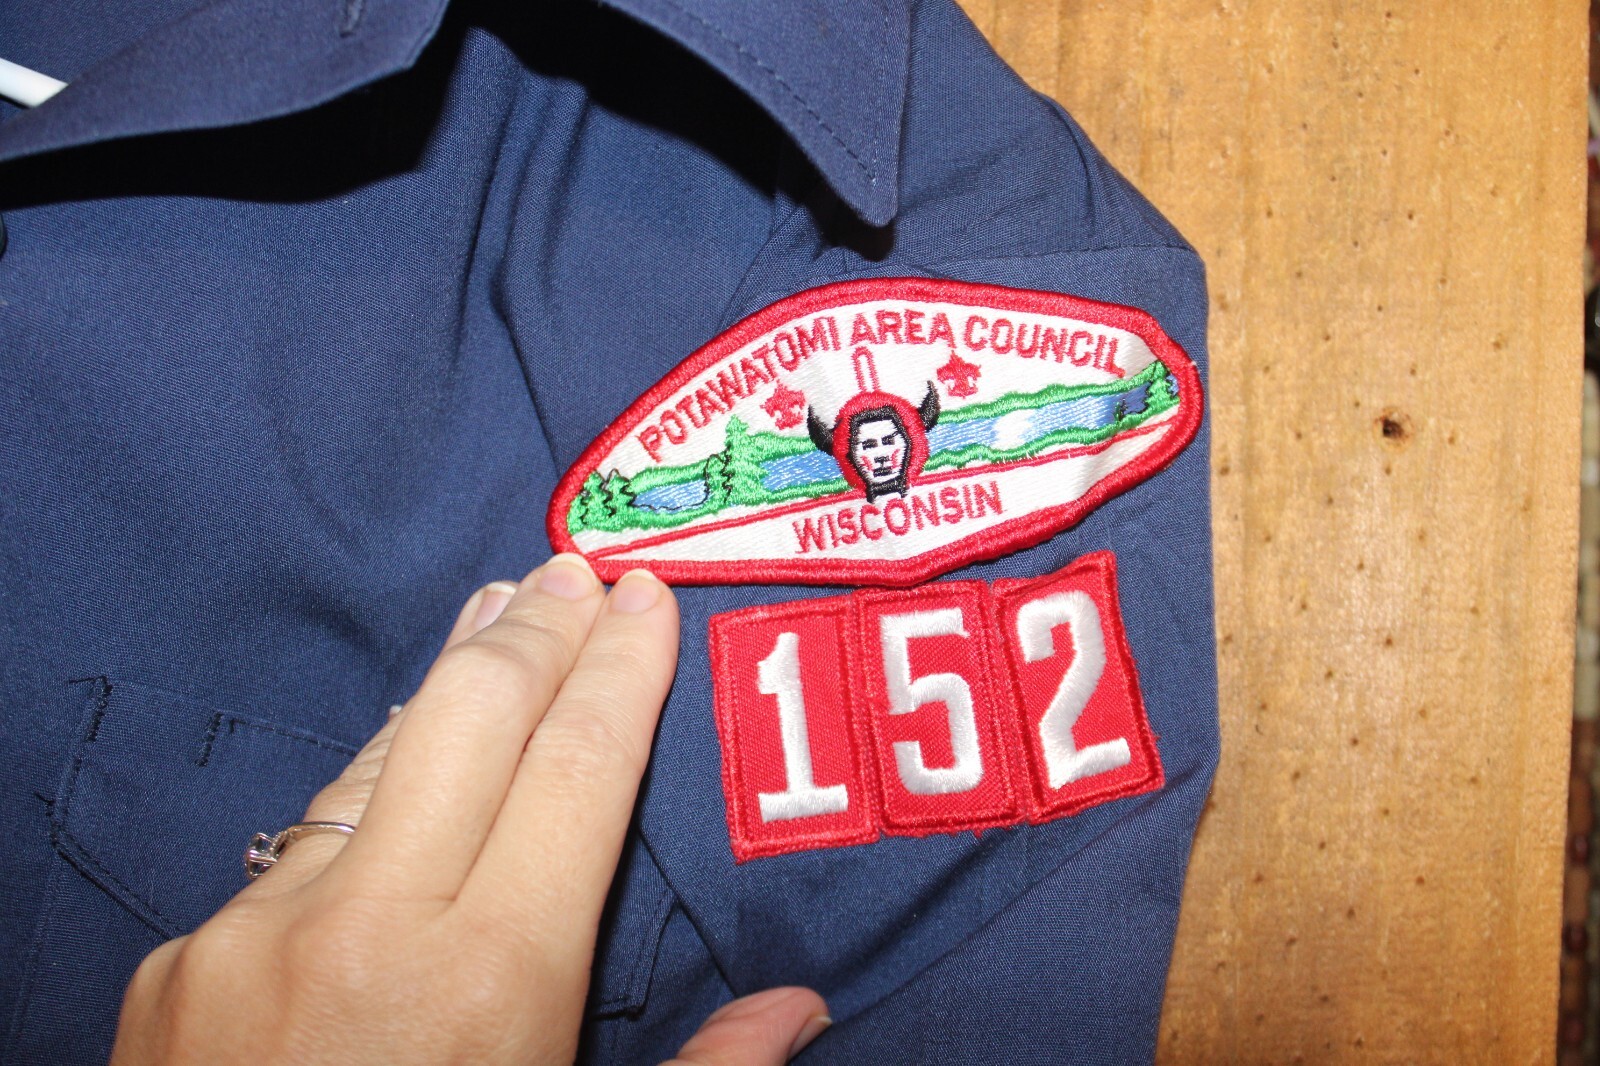 POTAWATOMI AREA COUNCIL
WISCONSIN
152